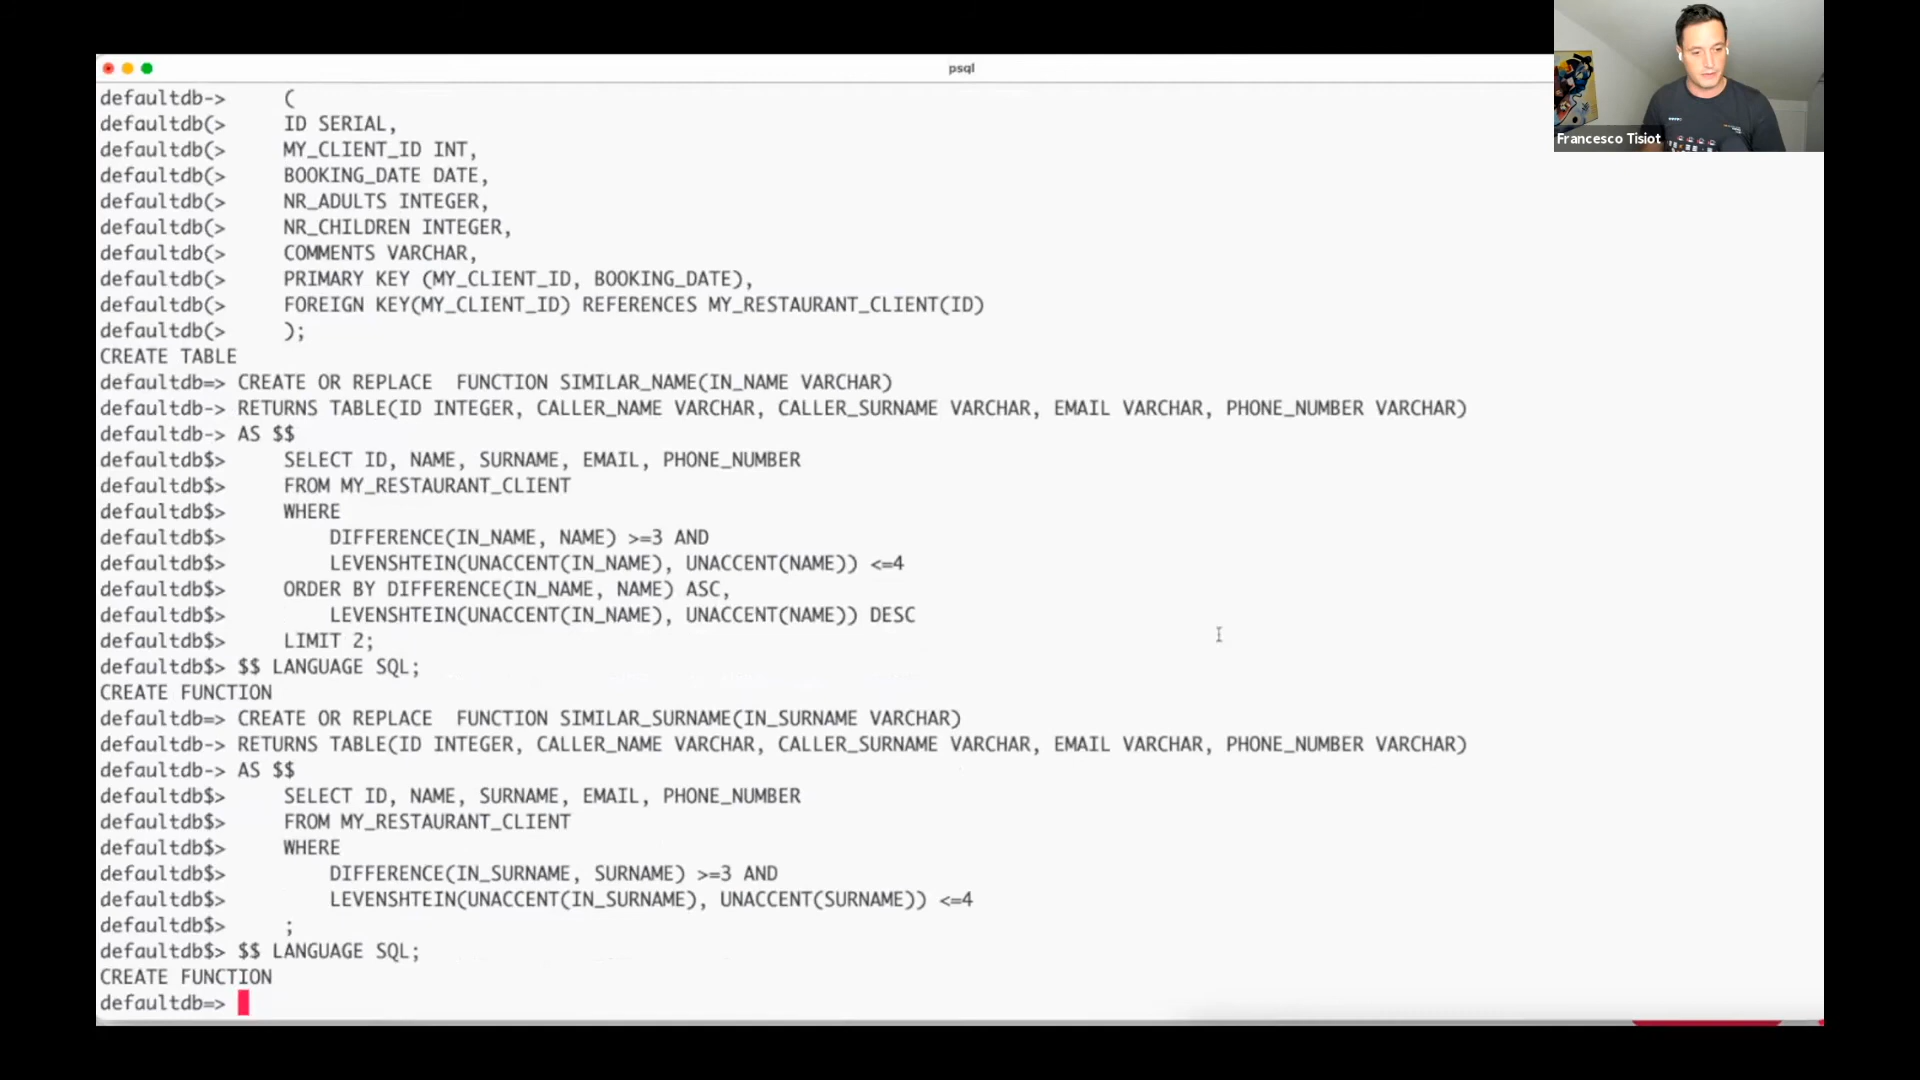 psql
Francesco Tisiot
defaultdb-> (
defaultdb(> ID SERIAL,
defaultdb(> MY_CLIENT_ID INT,
defaultdb(> BOOKING_DATE DATE,
defaultdb(> NR_ADULTS INTEGER,
defaultdb(> NR_CHILDREN INTEGER,
defaultdb(> COMMENTS VARCHAR,
defaultdb(> PRIMARY KEY (MY_CLIENT_ID, BOOKING_DATE),
defaultdb(> FOREIGN KEY(MY_CLIENT_ID) REFERENCES MY_RESTAURANT_CLIENT(ID)
defaultdb(> );
CREATE TABLE
defaultdb=> CREATE OR REPLACE  FUNCTION SIMILAR_NAME(IN_NAME VARCHAR)
defaultdb-> RETURNS TABLE(ID INTEGER, CALLER_NAME VARCHAR, CALLER_SURNAME VARCHAR, EMAIL VARCHAR, PHONE_NUMBER VARCHAR)
defaultdb-> AS $$
defaultdb$> SELECT ID, NAME, SURNAME, EMAIL, PHONE_NUMBER
defaultdb$> FROM MY_RESTAURANT_CLIENT
defaultdb$> WHERE
defaultdb$> DIFFERENCE(IN_NAME, NAME) >=3 AND
defaultdb$> LEVENSHTEIN(UNACCENT(IN_NAME), UNACCENT(NAME)) <=4
defaultdb$> ORDER BY DIFFERENCE(IN_NAME, NAME) ASC,
defaultdb$> LEVENSHTEIN(UNACCENT(IN_NAME), UNACCENT(NAME)) DESC
defaultdb$> LIMIT 2;
defaultdb$> $$ LANGUAGE SQL;
CREATE FUNCTION
defaultdb=> CREATE OR REPLACE  FUNCTION SIMILAR_SURNAME(IN_SURNAME VARCHAR)
defaultdb-> RETURNS TABLE(ID INTEGER, CALLER_NAME VARCHAR, CALLER_SURNAME VARCHAR, EMAIL VARCHAR, PHONE_NUMBER VARCHAR)
defaultdb-> AS $$
defaultdb$> SELECT ID, NAME, SURNAME, EMAIL, PHONE_NUMBER
defaultdb$> FROM MY_RESTAURANT_CLIENT
defaultdb$> WHERE
defaultdb$> DIFFERENCE(IN_SURNAME, SURNAME) >=3 AND
defaultdb$> LEVENSHTEIN(UNACCENT(IN_SURNAME), UNACCENT(SURNAME)) <=4
defaultdb$> ;
defaultdb$> $$ LANGUAGE SQL;
CREATE FUNCTION
defaultdb=>